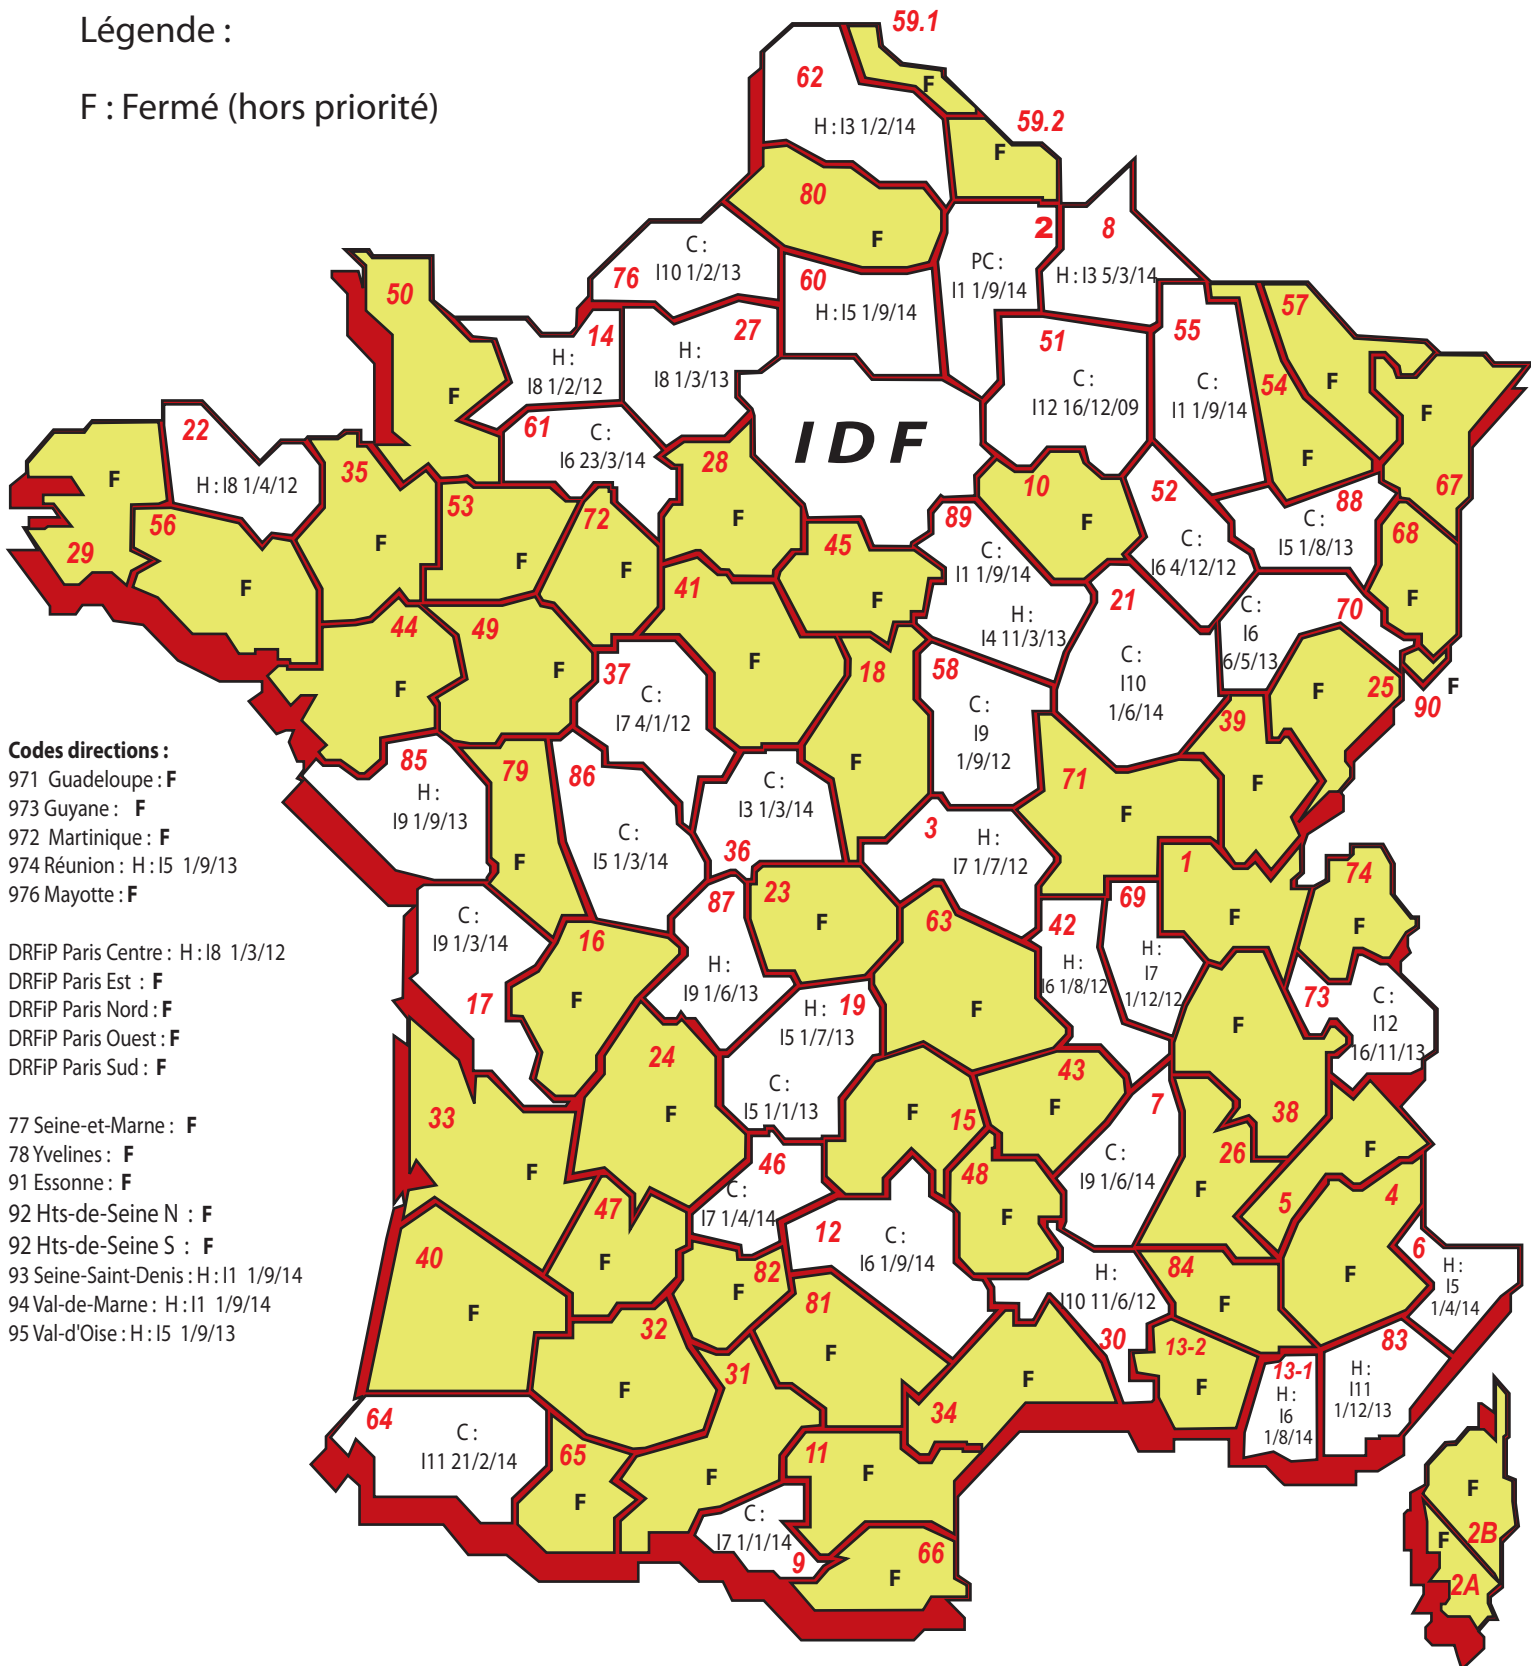 Légende :
F : Fermé (hors priorité)
59.1
F
62
H : I3 1/2/14
59.2
F
80
F
2
PC :
I1 1/9/14
8
H : I3 5/3/14
76
C :
I10 1/2/13
60
H : I5 1/9/14
50
F
14
H :
I8 1/2/12
27
H :
I8 1/3/13
51
C :
I12 16/12/09
55
C :
I1 1/9/14
54
F
57
F
F
67
61
C :
I6 23/3/14
IDF
22
H : I8 1/4/12
F
29
35
F
56
F
53
F
72
F
28
F
10
F
52
C :
I6 4/12/12
88
C :
I5 1/8/13
68
F
89
C :
I1 1/9/14
H :
I4 11/3/13
45
F
41
F
21
C :
I10
1/6/14
70
C :
I6
6/5/13
44
F
49
F
37
C :
I7 4/1/12
18
F
58
C :
I9
1/9/12
39
F
25
F
90
F
Codes directions :
971 Guadeloupe : F
973 Guyane : F
972 Martinique : F
974 Réunion : H : I5 1/9/13
976 Mayotte : F
DRFiP Paris Centre : H : I8 1/3/12
DRFiP Paris Est : F
DRFiP Paris Nord : F
DRFiP Paris Ouest : F
DRFiP Paris Sud : F
77 Seine-et-Marne : F
78 Yvelines : F
91 Essonne : F
92 Hts-de-Seine N : F
92 Hts-de-Seine S : F
93 Seine-Saint-Denis : H : I1 1/9/14
94 Val-de-Marne : H : I1 1/9/14
95 Val-d'Oise : H : I5 1/9/13
85
H :
I9 1/9/13
79
F
86
C :
I5 1/3/14
C :
I3 1/3/14
36
3
H :
I7 1/7/12
71
F
1
F
74
F
17
C :
I9 1/3/14
16
F
87
H :
I9 1/6/13
23
F
63
F
42
H :
I6 1/8/12
69
H :
I7
1/12/12
73
C :
I12
16/11/13
19
H :
I5 1/7/13
C :
I5 1/1/13
24
F
33
F
15
F
43
F
38
F
7
C :
I9 1/6/14
26
F
5
F
4
F
46
C :
I7 1/4/14
47
F
48
F
12
C :
I6 1/9/14
40
F
82
F
81
F
32
F
31
F
34
F
30
H :
I10 11/6/12
84
F
13-2
F
13-1
H :
I6
1/8/14
83
H :
I11
1/12/13
6
H :
I5
1/4/14
64
C :
I11 21/2/14
65
F
11
F
9
C :
I7 1/1/14
66
F
F
2B
F
2A